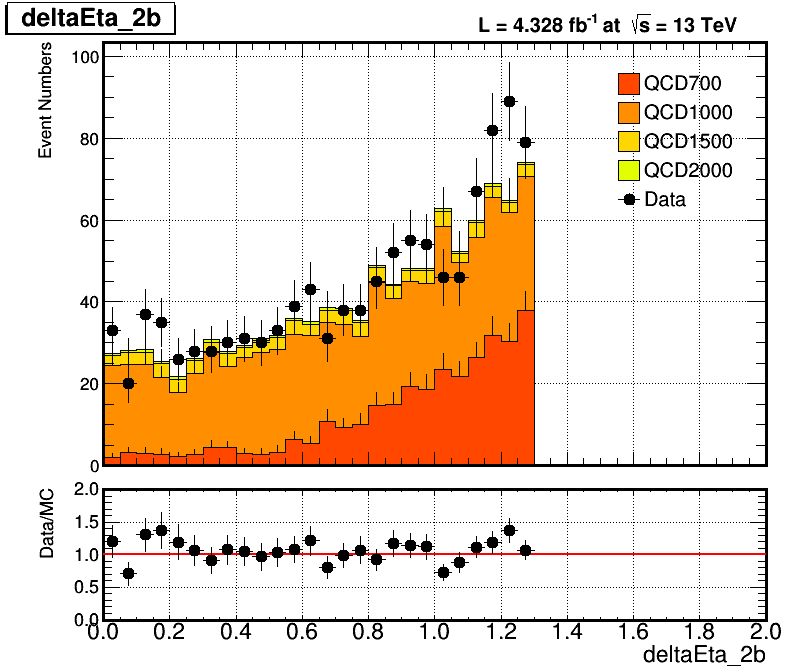 deltaEta_2b
L = 4.328 fb⁻¹ at √s = 13 TeV
Event Numbers
100
80
60
40
20
0
QCD700
QCD1000
QCD1500
QCD2000
Data
Data/MC
2.0
1.5
1.0
0.5
0.0
0.0 0.2 0.4 0.6 0.8 1.0 1.2 1.4 1.6 1.8 2.0
deltaEta_2b